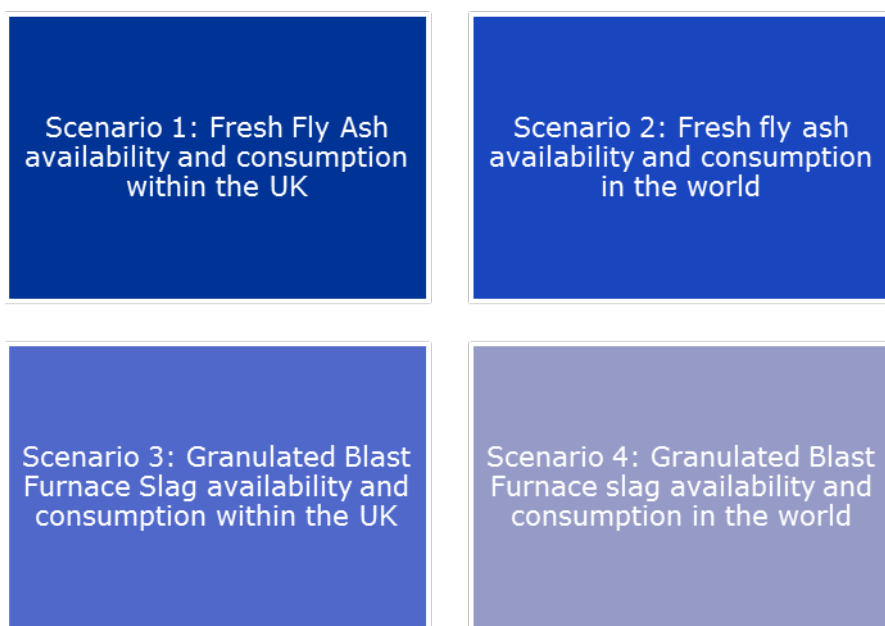 Scenario 1: Fresh Fly Ash
availability and consumption
within the UK
Scenario 2: Fresh fly ash
availability and consumption
in the world
Scenario 3: Granulated Blast
Furnace Slag availability and
consumption within the UK
Scenario 4: Granulated Blast
Furnace slag availability and
consumption in the world